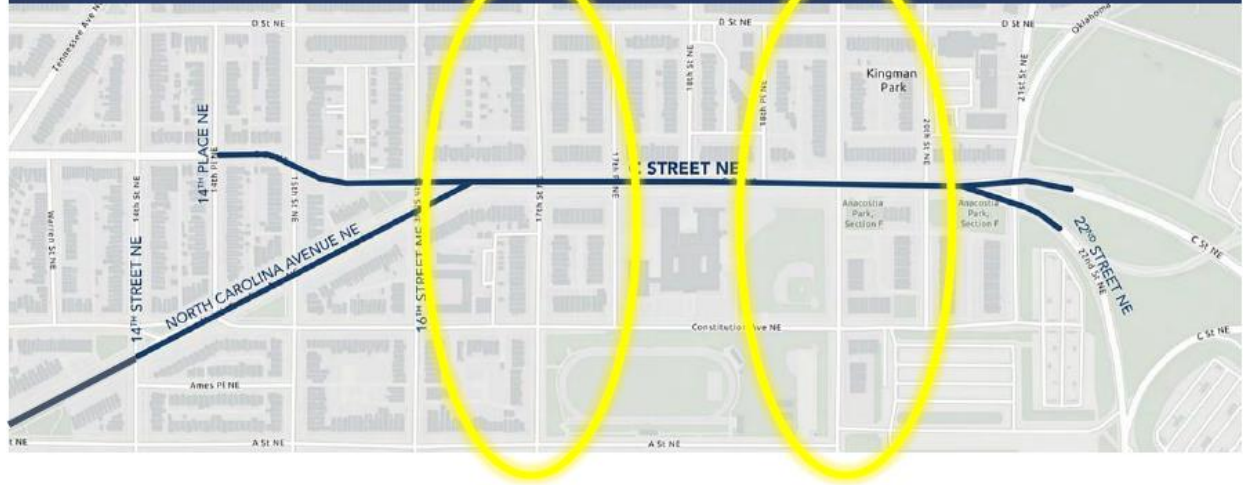 Tennessee Ave N
D St NE
D St NE
D St NE
Oklahoma
18th St NE
18th Pl NE
21st St NE
Kingman
Park
20th St NE
14TH PLACE NE
14th Pl NE
15th St NE
17th St NE
17th Pl NE
C STREET NE
Warren St NE
14th St NE
14TH STREET NE
NORTH CAROLINA AVENUE NE
16TH STREET NE
Anacostia
Park,
Section F
Anacostia
Park,
Section F
22ND STREET NE
22nd St NE
C St NE
C St NE
Constitution Ave NE
Ames Pl NE
t NE
A St NE
A St NE